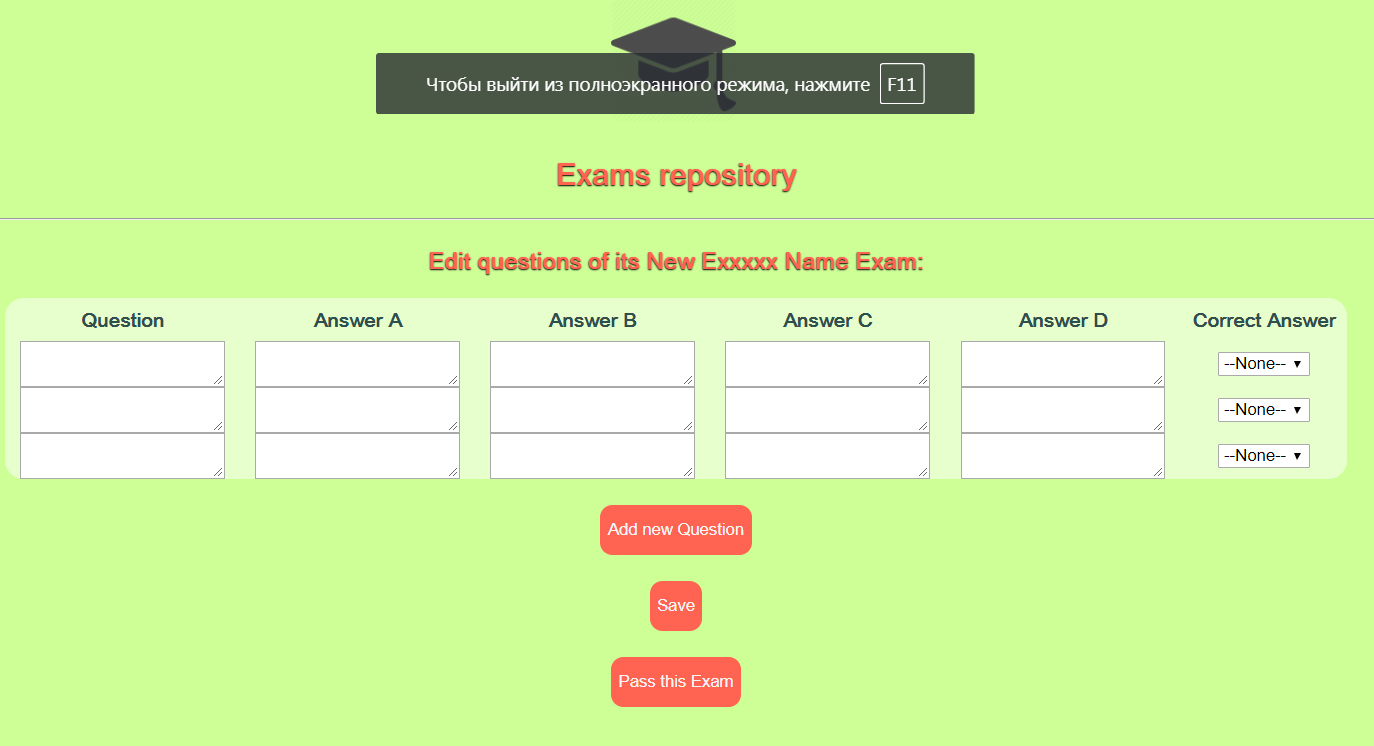 Чтобы выйти из полноэкранного режима, нажмите F11
Exams repository
Edit questions of its New Exxxxx Name Exam:
Question Answer A Answer B Answer C Answer D Correct Answer
--None--
--None--
--None--
Add new Question
Save
Pass this Exam